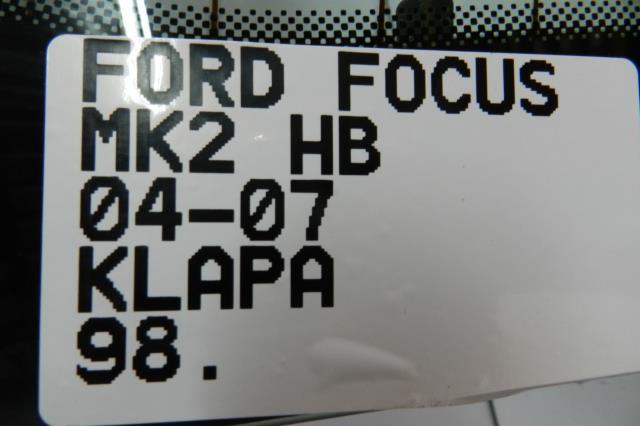 FORD FOCUS
MK2 HB
04-07
KLAPA
98.